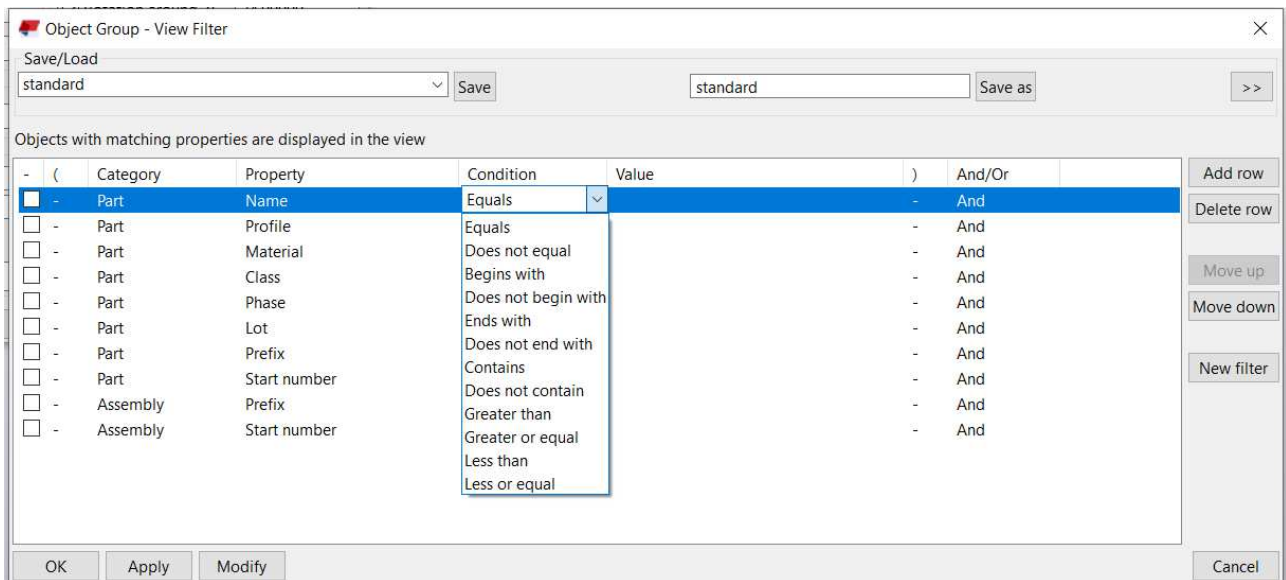 Object Group - View Filter
Save/Load
standard Save standard Save as >>
Objects with matching properties are displayed in the view
- ( Category Property Condition Value ) And/Or Add row
- Part Name Equals - And
Delete row
- Part Profile Equals - And
- Part Material Does not equal - And
- Part Class Begins with - And Move up
- Part Phase Does not begin with - And Move down
- Part Lot Ends with - And
- Part Prefix Does not end with - And
- Part Start number Contains - And New filter
- Assembly Prefix Does not contain - And
- Assembly Start number Greater than - And
Greater or equal
Less than
Less or equal
OK Apply Modify Cancel